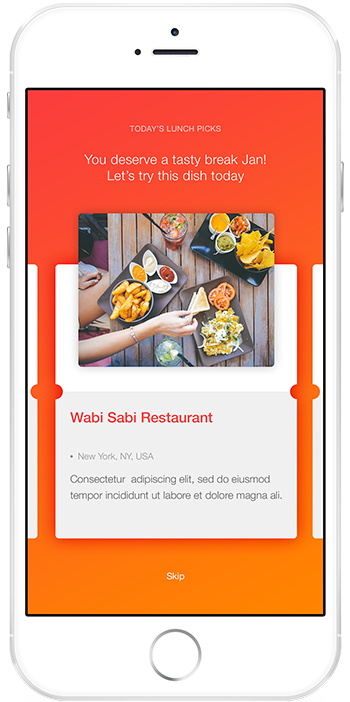 TODAY'S LUNCH PICKS
You deserve a tasty break Jan!
Let's try this dish today
Wabi Sabi Restaurant
• New York, NY, USA
Consectetur  adipiscing elit, sed do eiusmod
tempor incididunt ut labore et dolore magna ali.
Skip